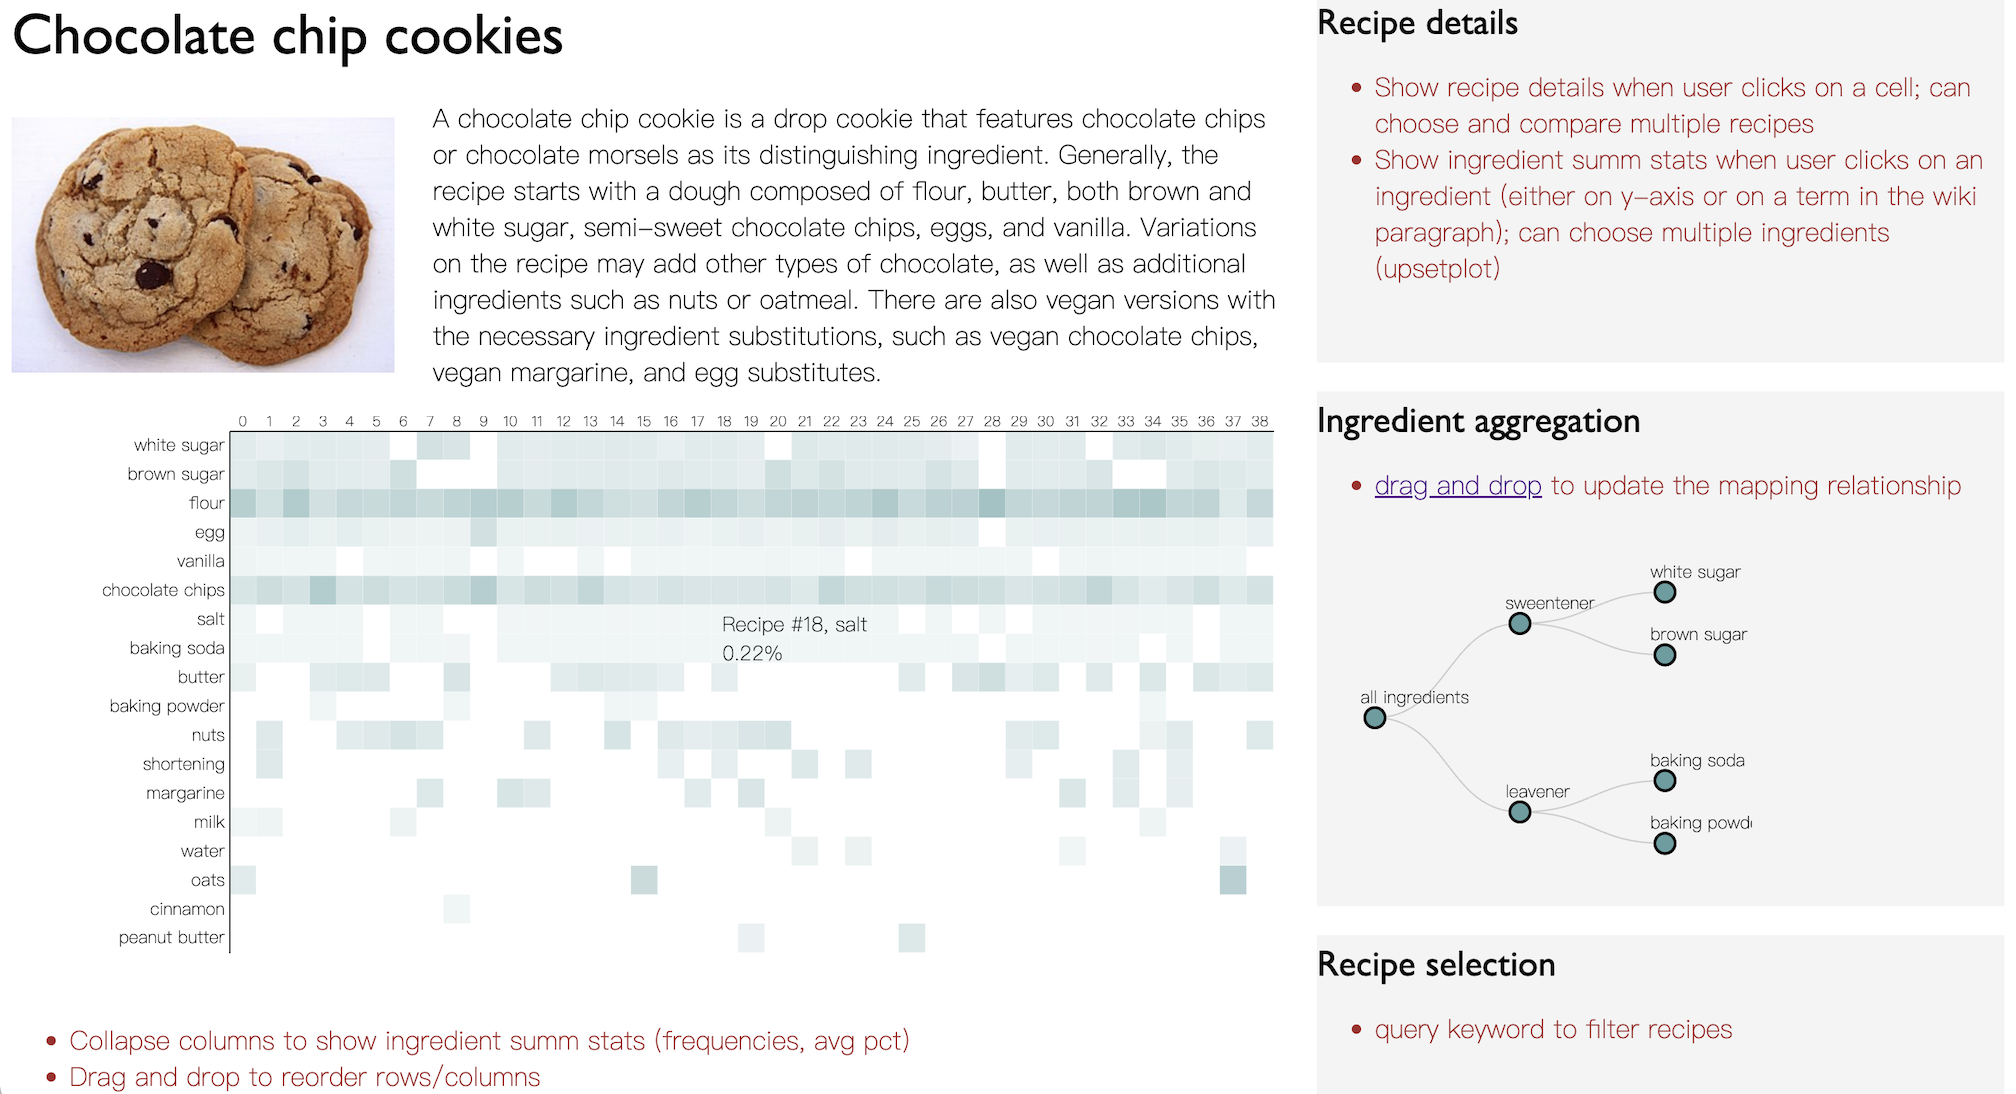 Chocolate chip cookies
A chocolate chip cookie is a drop cookie that features chocolate chips
or chocolate morsels as its distinguishing ingredient. Generally, the
recipe starts with a dough composed of flour, butter, both brown and
white sugar, semi-sweet chocolate chips, eggs, and vanilla. Variations
on the recipe may add other types of chocolate, as well as additional
ingredients such as nuts or oatmeal. There are also vegan versions with
the necessary ingredient substitutions, such as vegan chocolate chips,
vegan margarine, and egg substitutes.
0 1 2 3 4 5 6 7 8 9 10 11 12 13 14 15 16 17 18 19 20 21 22 23 24 25 26 27 28 29 30 31 32 33 34 35 36 37 38
white sugar
brown sugar
flour
egg
vanilla
chocolate chips
salt
baking soda
butter
baking powder
nuts
shortening
margarine
milk
water
oats
cinnamon
peanut butter
Recipe #18, salt
0.22%
• Collapse columns to show ingredient summ stats (frequencies, avg pct)
• Drag and drop to reorder rows/columns
Recipe details
• Show recipe details when user clicks on a cell; can
choose and compare multiple recipes
• Show ingredient summ stats when user clicks on an
ingredient (either on y-axis or on a term in the wiki
paragraph); can choose multiple ingredients
(upsetplot)
Ingredient aggregation
• drag and drop to update the mapping relationship
white sugar
sweentener
brown sugar
all ingredients
baking soda
leavener
baking powd
Recipe selection
• query keyword to filter recipes